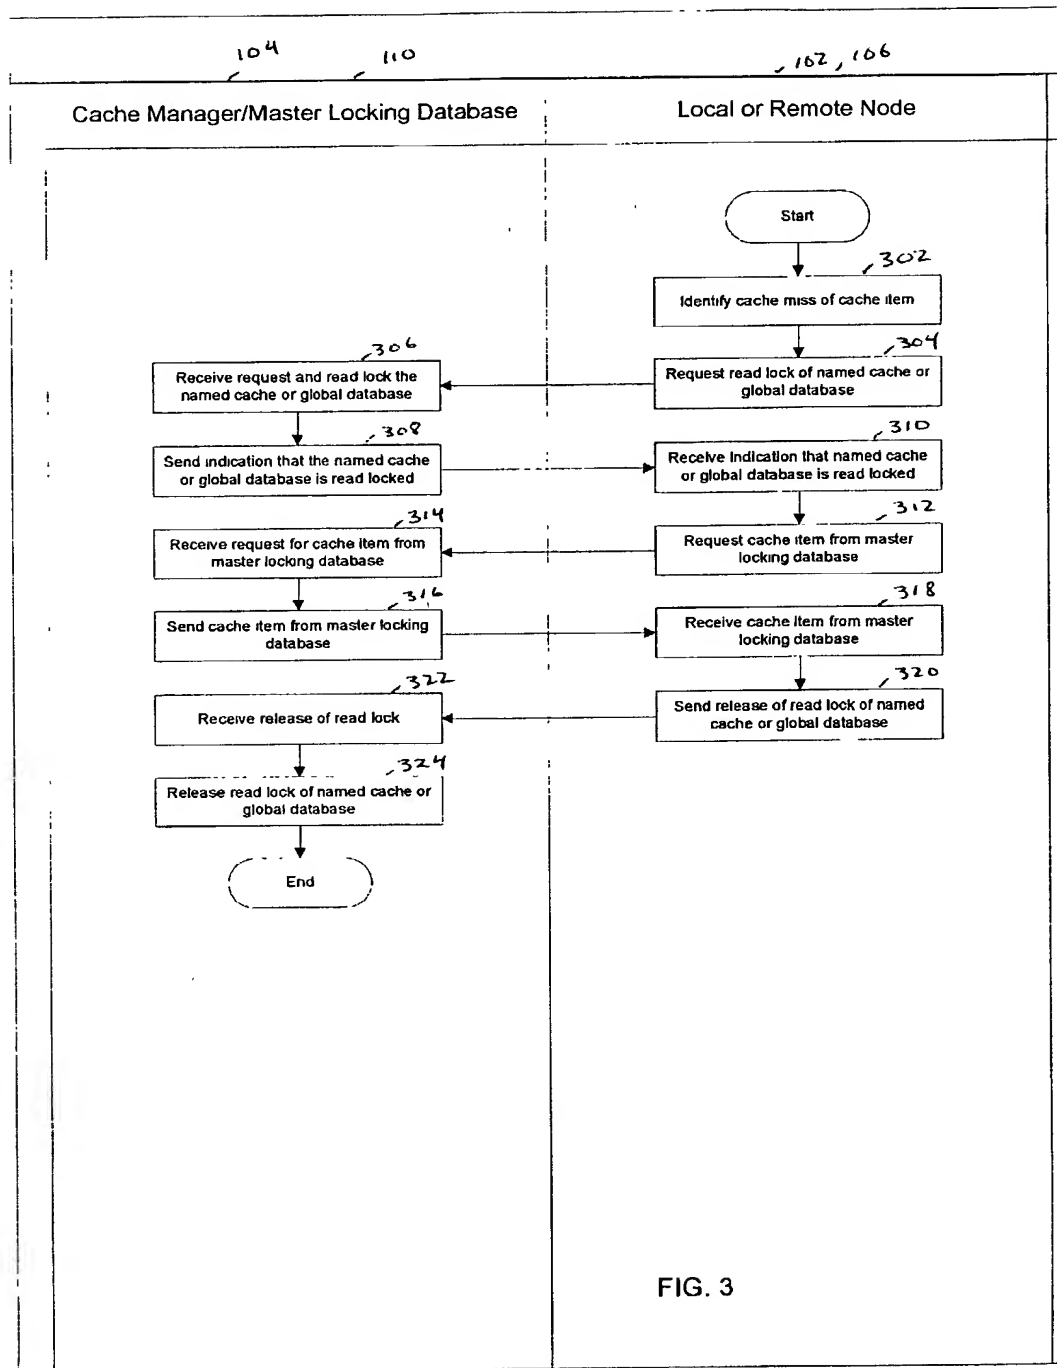 104 110 102, 106
Cache Manager/Master Locking Database Local or Remote Node
Start
302
Identify cache miss of cache item
304
Request read lock of named cache or
global database
306
Receive request and read lock the
named cache or global database
308
Send indication that the named cache
or global database is read locked
310
Receive indication that named cache
or global database is read locked
312
Request cache item from master
locking database
314
Receive request for cache item from
master locking database
316
Send cache item from master locking
database
318
Receive cache item from master
locking database
320
Send release of read lock of named
cache or global database
322
Receive release of read lock
324
Release read lock of named cache or
global database
End
FIG. 3